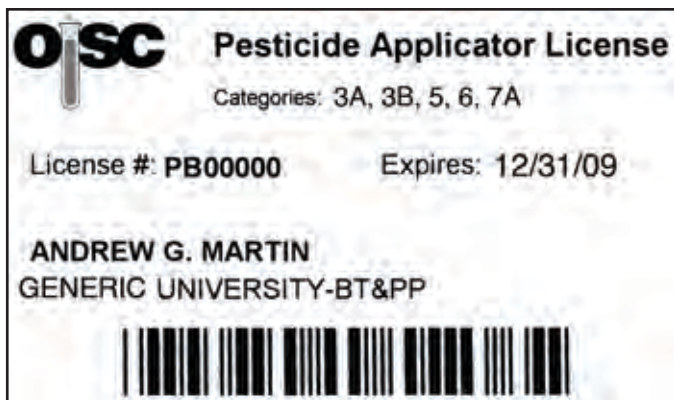 OISC
Pesticide Applicator License
Categories: 3A, 3B, 5, 6, 7A
License #: PB00000 Expires: 12/31/09
ANDREW G. MARTIN
GENERIC UNIVERSITY-BT&PP